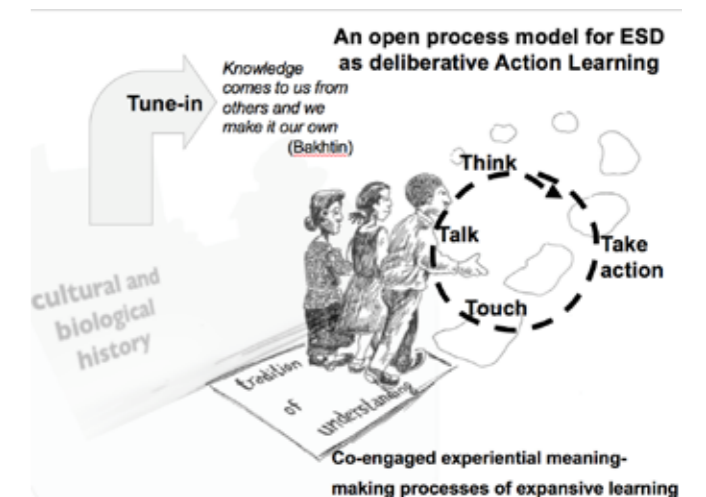 An open process model for ESD
as deliberative Action Learning
Tune-in
Knowledge
comes to us from
others and we
make it our own
(Bakhtin)
Think
Talk
Take
action
Touch
cultural and
biological
history
tradition
of
understanding
Co-engaged experiential meaning-
making processes of expansive learning